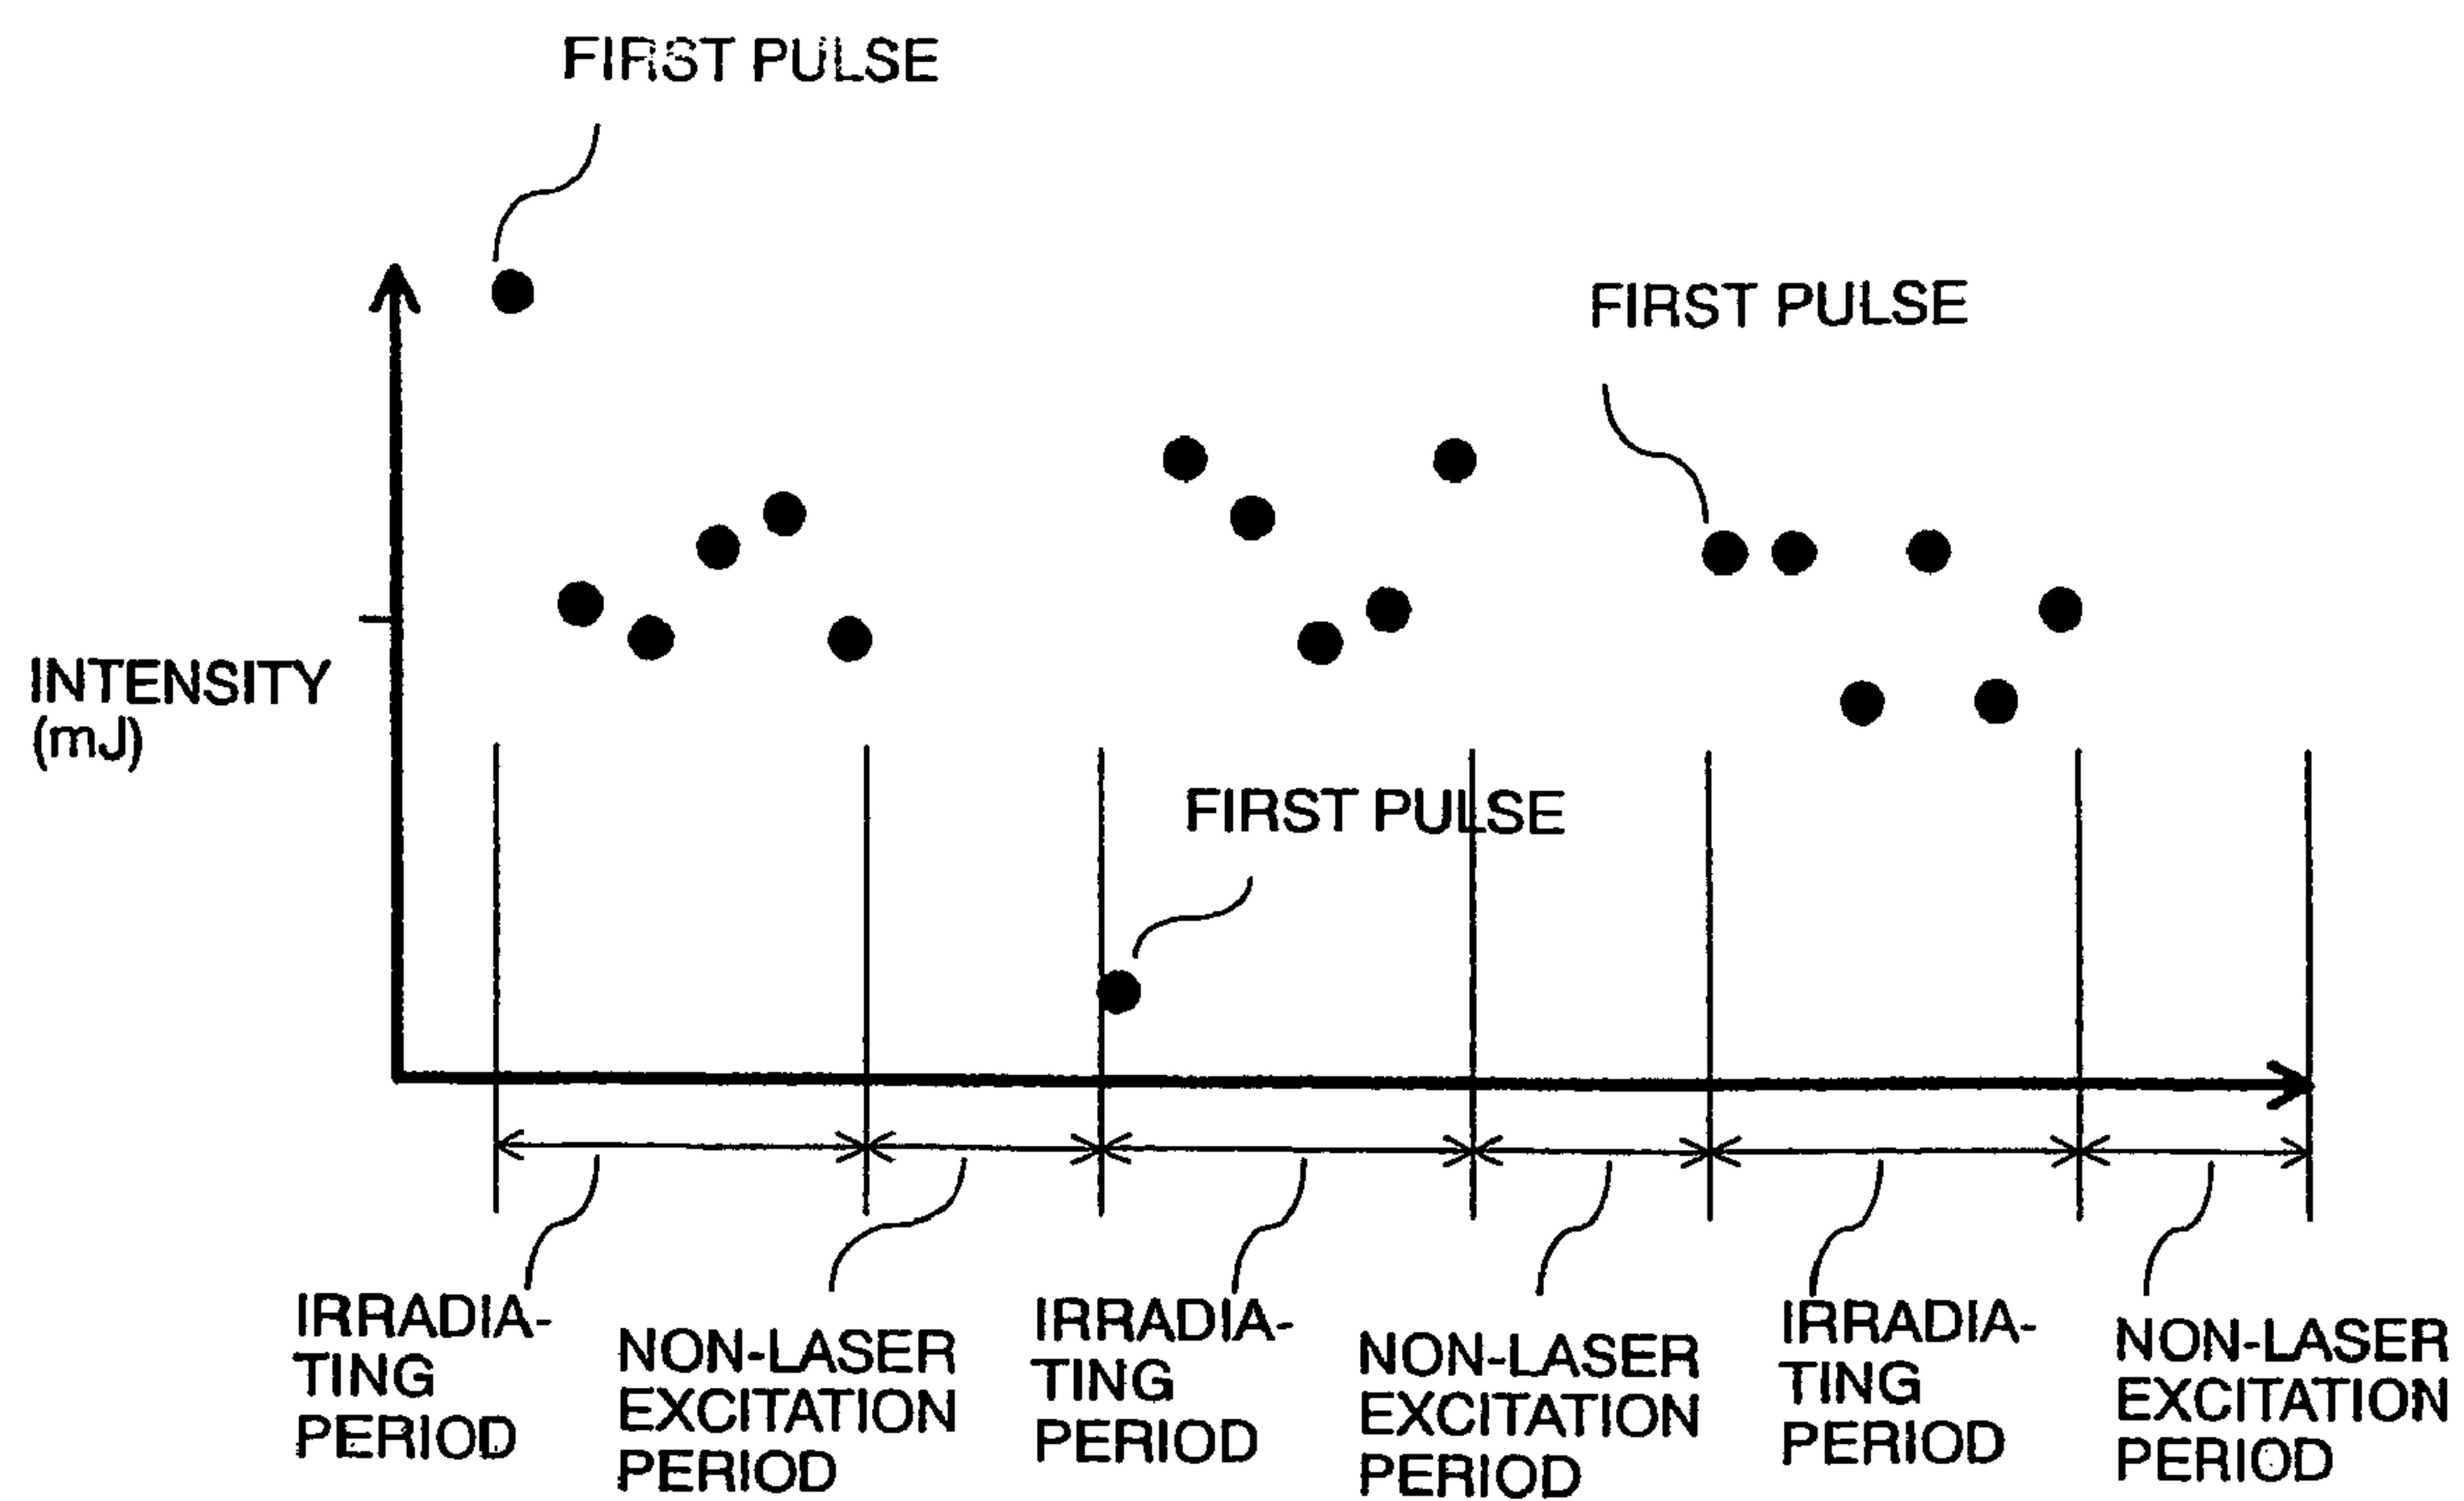 FIRST PULSE
FIRST PULSE
INTENSITY
(mJ)
FIRST PULSE
IRRADIA-
TING
PERIOD
NON-LASER
EXCITATION
PERIOD
IRRADIA-
TING
PERIOD
NON-LASER
EXCITATION
PERIOD
IRRADIA-
TING
PERIOD
NON-LASER
EXCITATION
PERIOD